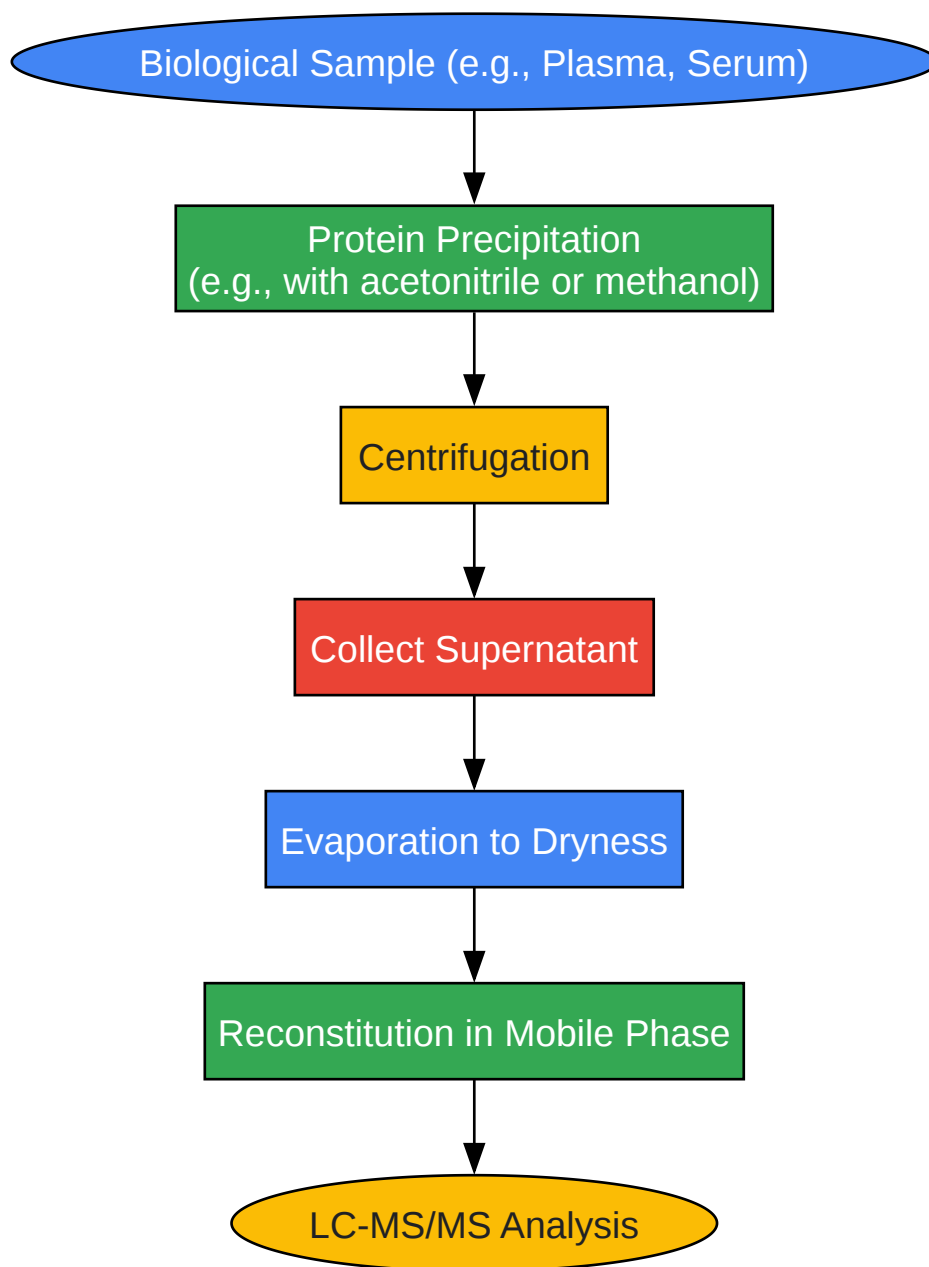 Biological Sample (e.g., Plasma, Serum)
Protein Precipitation
(e.g., with acetonitrile or methanol)
Centrifugation
Collect Supernatant
Evaporation to Dryness
Reconstitution in Mobile Phase
LC-MS/MS Analysis